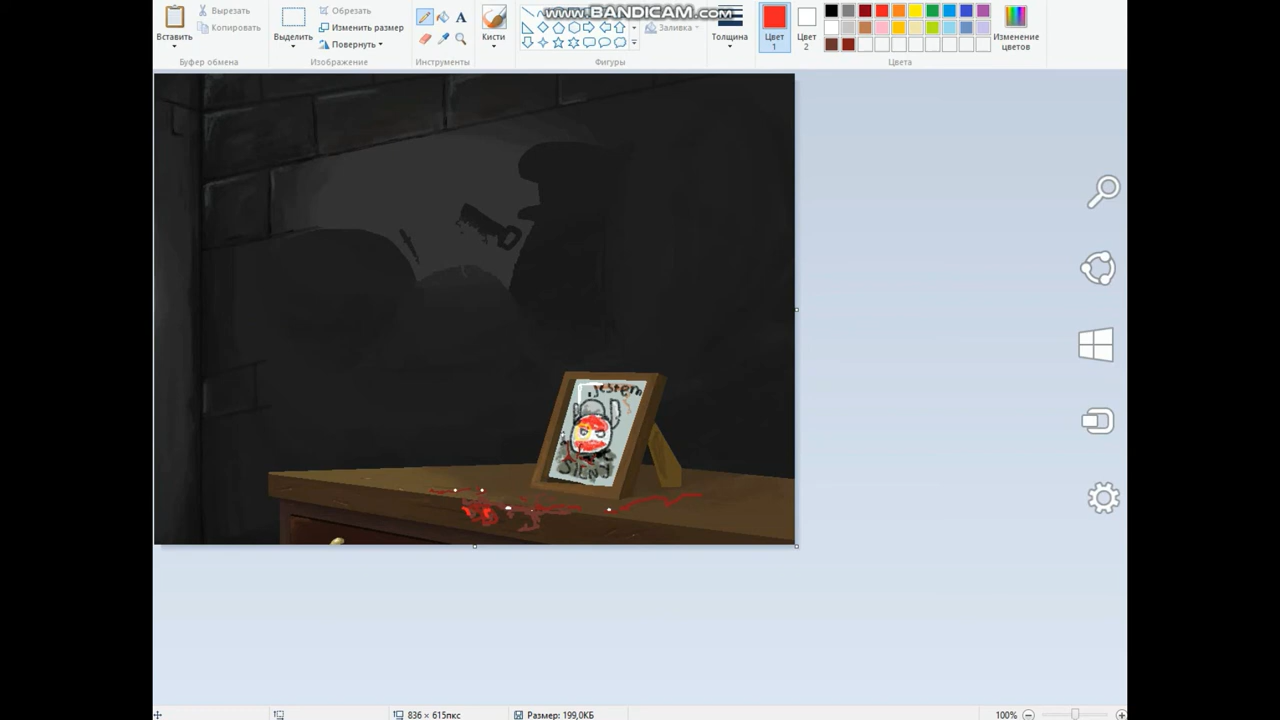 www.BANDICAM.com
Вставить
Вырезать
Копировать
Буфер обмена
Выделить
Обрезать
Изменить размер
Повернуть
Изображение
Инструменты
A
Кисти
Заливка
Фигуры
Толщина
Цвет 1
Цвет 2
Изменение цветов
Цвета
jestem
836 × 615пкс
Размер: 199,0КБ
100%